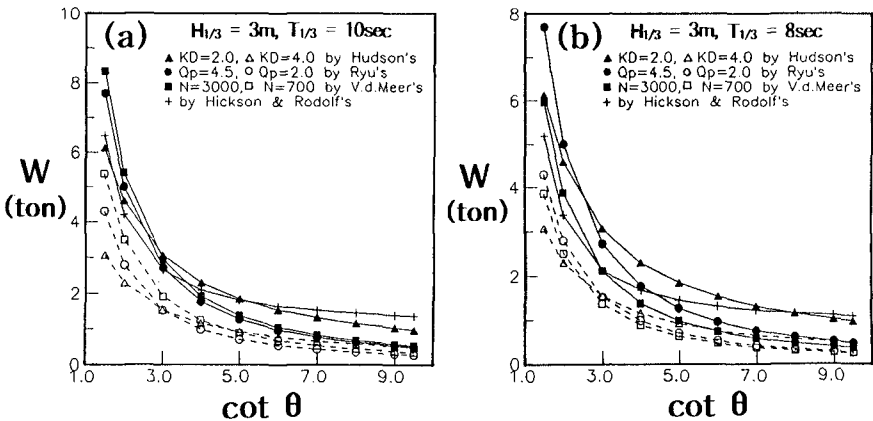 (a) H1/3 = 3m, T1/3 = 10sec
▲ KD=2.0, △ KD=4.0 by Hudson's
● Qp=4.5, ○ Qp=2.0 by Ryu's
■ N=3000, □ N=700 by V.d.Meer's
+ by Hickson & Rodolf's
W
(ton)
10
8
6
4
2
0
1.0 3.0 5.0 7.0 9.0
cot θ
H1/3 = 3m, T1/3 = 8sec
(b)
▲ KD=2.0, △ KD=4.0 by Hudson's
● Qp=4.5, ○ Qp=2.0 by Ryu's
■ N=3000, □ N=700 by V.d.Meer's
+ by Hickson & Rodolf's
W
(ton)
8
6
4
2
0
1.0 3.0 5.0 7.0 9.0
cot θ